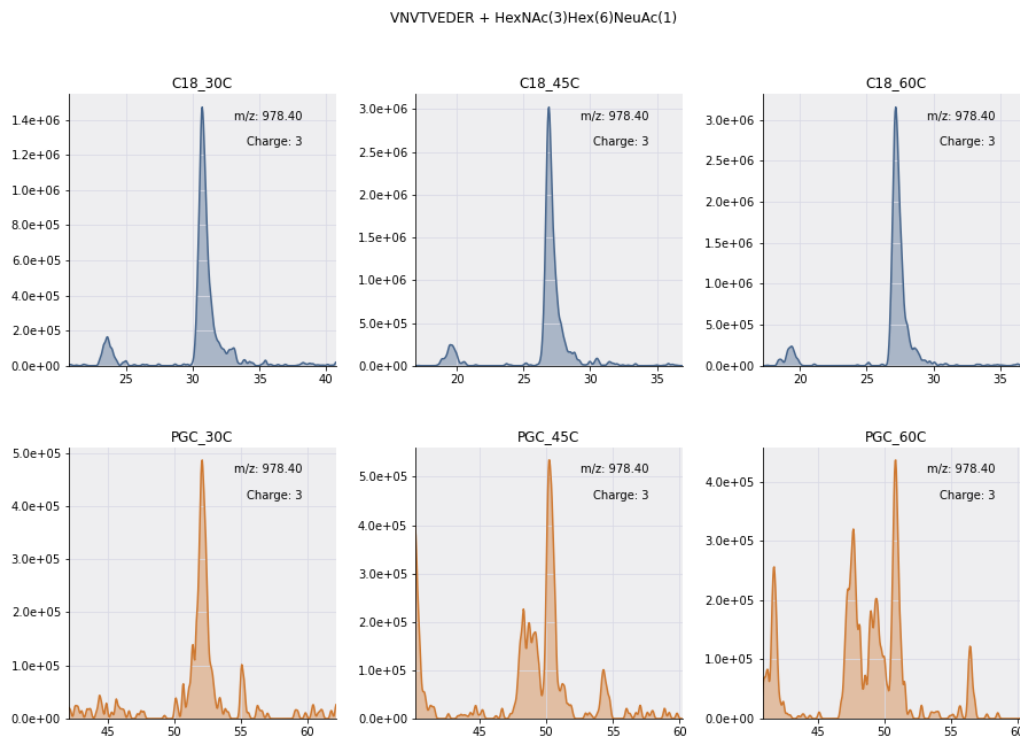 VNVTVEDER + HexNAc(3)Hex(6)NeuAc(1)
C18_30C
m/z: 978.40
Charge: 3
1.4e+06
1.2e+06
1.0e+06
8.0e+05
6.0e+05
4.0e+05
2.0e+05
0.0e+00
25 30 35 40
C18_45C
m/z: 978.40
Charge: 3
3.0e+06
2.5e+06
2.0e+06
1.5e+06
1.0e+06
5.0e+05
0.0e+00
20 25 30 35
C18_60C
m/z: 978.40
Charge: 3
3.0e+06
2.5e+06
2.0e+06
1.5e+06
1.0e+06
5.0e+05
0.0e+00
20 25 30 35
PGC_30C
m/z: 978.40
Charge: 3
5.0e+05
4.0e+05
3.0e+05
2.0e+05
1.0e+05
0.0e+00
45 50 55 60
PGC_45C
m/z: 978.40
Charge: 3
5.0e+05
4.0e+05
3.0e+05
2.0e+05
1.0e+05
0.0e+00
45 50 55 60
PGC_60C
m/z: 978.40
Charge: 3
4.0e+05
3.0e+05
2.0e+05
1.0e+05
0.0e+00
45 50 55